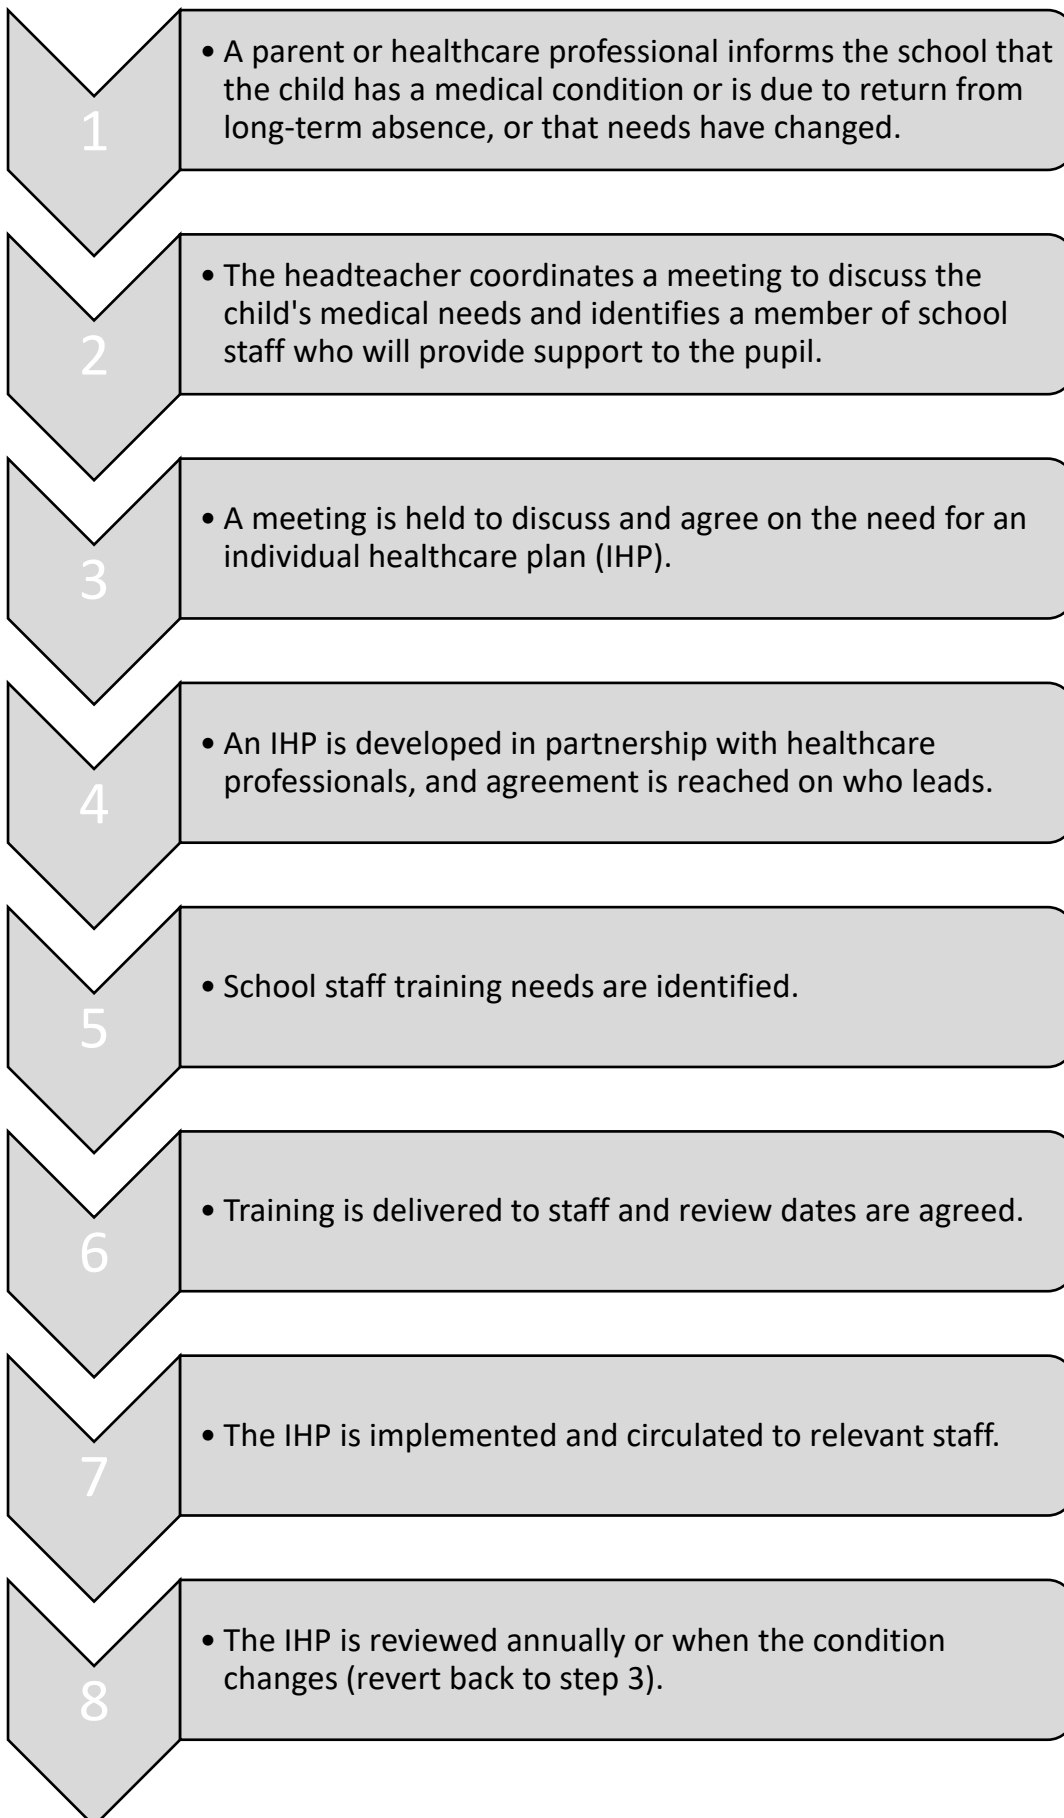 1
• A parent or healthcare professional informs the school that
the child has a medical condition or is due to return from
long-term absence, or that needs have changed.
2
• The headteacher coordinates a meeting to discuss the
child's medical needs and identifies a member of school
staff who will provide support to the pupil.
3
• A meeting is held to discuss and agree on the need for an
individual healthcare plan (IHP).
4
• An IHP is developed in partnership with healthcare
professionals, and agreement is reached on who leads.
5
• School staff training needs are identified.
6
• Training is delivered to staff and review dates are agreed.
7
• The IHP is implemented and circulated to relevant staff.
8
• The IHP is reviewed annually or when the condition
changes (revert back to step 3).